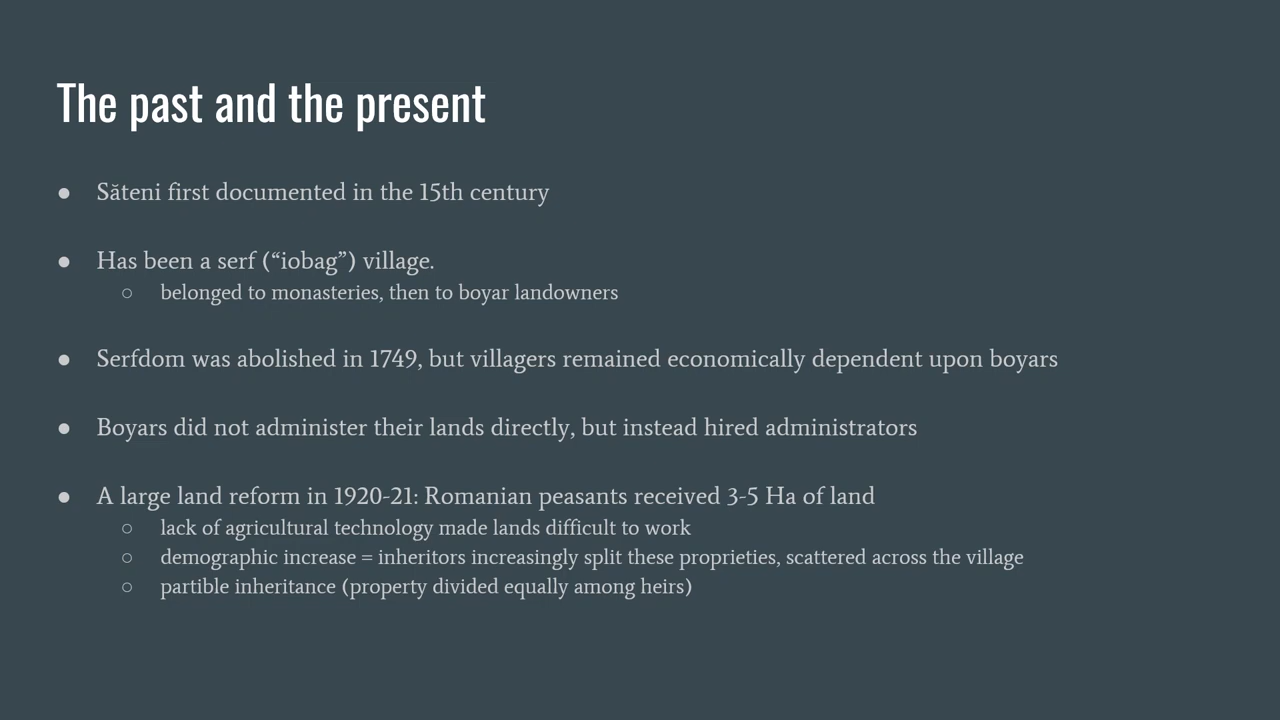 The past and the present
● Săteni first documented in the 15th century
● Has been a serf (“iobag”) village.
○ belonged to monasteries, then to boyar landowners
● Serfdom was abolished in 1749, but villagers remained economically dependent upon boyars
● Boyars did not administer their lands directly, but instead hired administrators
● A large land reform in 1920-21: Romanian peasants received 3-5 Ha of land
○ lack of agricultural technology made lands difficult to work
○ demographic increase = inheritors increasingly split these proprieties, scattered across the village
○ partible inheritance (property divided equally among heirs)